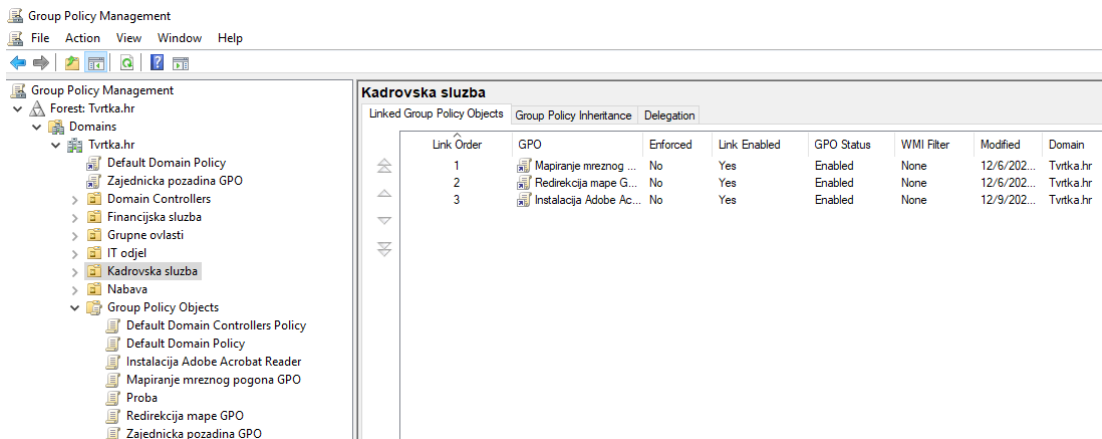 Group Policy Management
File Action View Window Help
Group Policy Management
Forest: Tvrtka.hr
Domains
Tvrtka.hr
Default Domain Policy
Zajednicka pozadina GPO
Domain Controllers
Financijska sluzba
Grupne ovlasti
IT odjel
Kadrovska sluzba
Nabava
Group Policy Objects
Default Domain Controllers Policy
Default Domain Policy
Instalacija Adobe Acrobat Reader
Mapiranje mreznog pogona GPO
Proba
Redirekcija mape GPO
Zajednicka pozadina GPO
Kadrovska sluzba
Linked Group Policy Objects Group Policy Inheritance Delegation
Link Order GPO Enforced Link Enabled GPO Status WMI Filter Modified Domain
1 Mapiranje mreznog ... No Yes Enabled None 12/6/202... Tvrtka.hr
2 Redirekcija mape G... No Yes Enabled None 12/6/202... Tvrtka.hr
3 Instalacija Adobe Ac... No Yes Enabled None 12/9/202... Tvrtka.hr